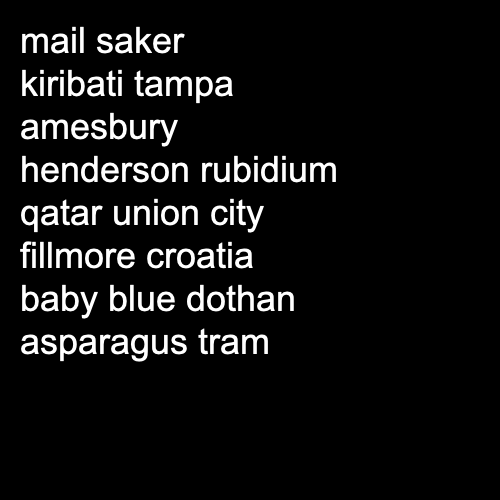 mail saker
kiribati tampa
amesbury
henderson rubidium
qatar union city
fillmore croatia
baby blue dothan
asparagus tram